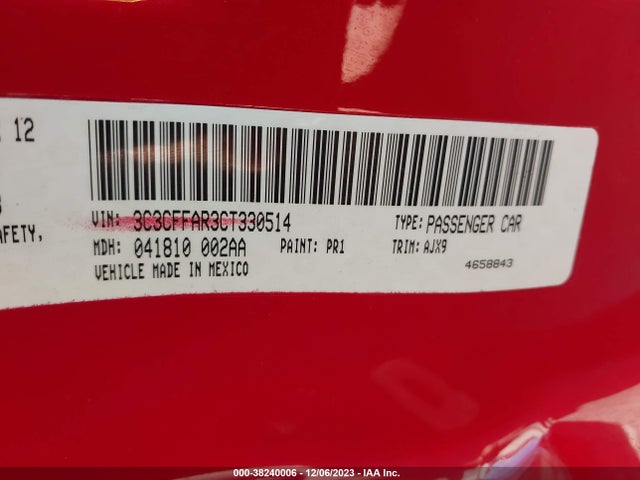 12
VIN: 3C3CFFAR3CT330514 TYPE: PASSENGER CAR
AFETY,
MDH: 041810 002AA PAINT: PR1 TRIM: AJX9
VEHICLE MADE IN MEXICO 4658843
000-38240006 - 12/06/2023 - IAA Inc.